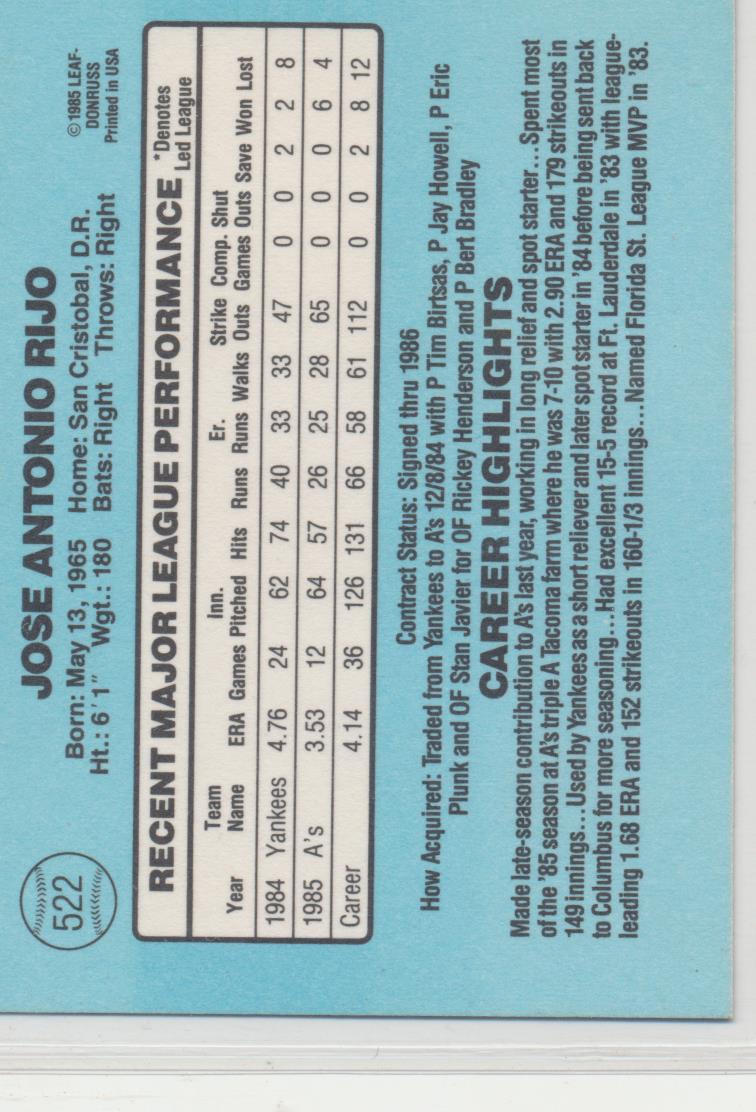 522
JOSE ANTONIO RIJO
Born: May 13, 1965 Home: San Cristobal, D.R.
Ht.: 6'1" Wgt.: 180 Bats: Right Throws: Right
©1985 LEAF-
DONRUSS
Printed in USA
RECENT MAJOR LEAGUE PERFORMANCE *Denotes
Led League
Team Inn. Er. Strike Comp. Shut
Year Name ERA Games Pitched Hits Runs Runs Walks Outs Games Outs Save Won Lost
1984 Yankees 4.76 24 62 74 40 33 33 47 0 0 2 2 8
1985 A's 3.53 12 64 57 26 25 28 65 0 0 0 6 4
Career 4.14 36 126 131 66 58 61 112 0 0 2 8 12
Contract Status: Signed thru 1986
How Acquired: Traded from Yankees to A's 12/8/84 with P Tim Birtsas, P Jay Howell, P Eric
Plunk and OF Stan Javier for OF Rickey Henderson and P Bert Bradley
CAREER HIGHLIGHTS
Made late-season contribution to A's last year, working in long relief and spot starter...Spent most
of the '85 season at A's triple A Tacoma farm where he was 7-10 with 2.90 ERA and 179 strikeouts in
149 innings...Used by Yankees as a short reliever and later spot starter in '84 before being sent back
to Columbus for more seasoning...Had excellent 15-5 record at Ft. Lauderdale in '83 with league-
leading 1.68 ERA and 152 strikeouts in 160-1/3 innings...Named Florida St. League MVP in '83.